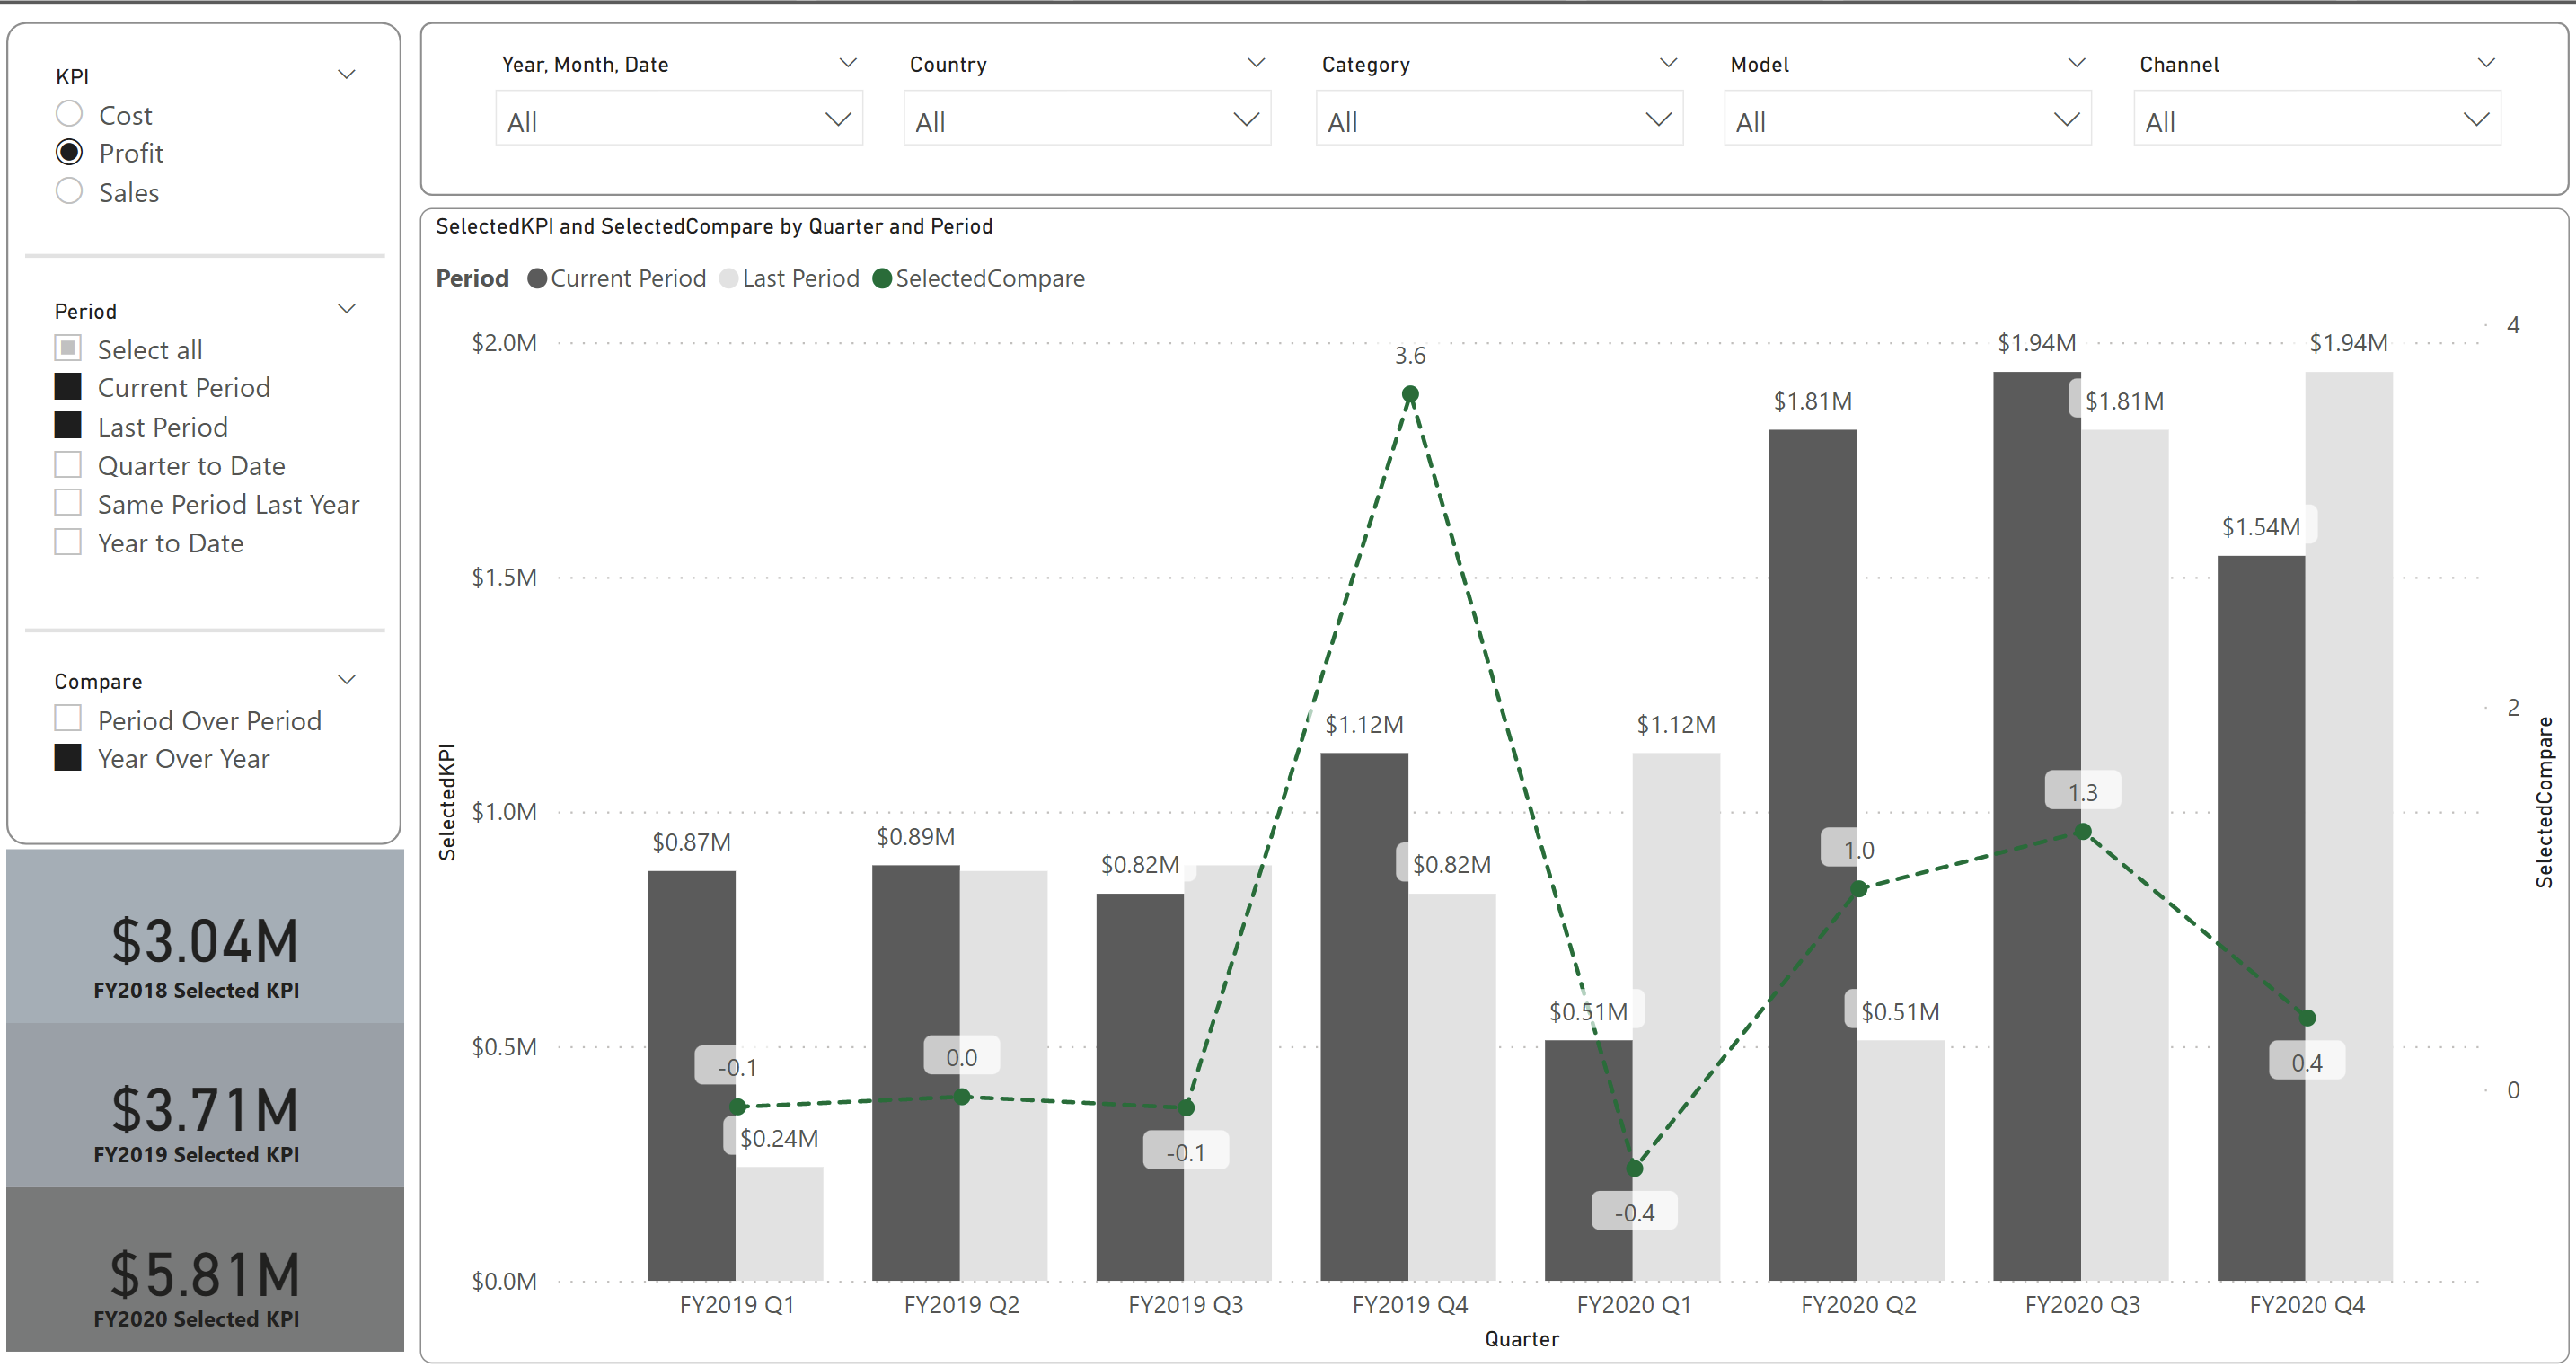 KPI
Cost
Profit
Sales
Period
Select all
Current Period
Last Period
Quarter to Date
Same Period Last Year
Year to Date
Compare
Period Over Period
Year Over Year
$3.04M
FY2018 Selected KPI
$3.71M
FY2019 Selected KPI
$5.81M
FY2020 Selected KPI
Year, Month, Date Country Category Model Channel
All All All All All
SelectedKPI and SelectedCompare by Quarter and Period
Period Current Period Last Period SelectedCompare
4
$2.0M $1.94M $1.94M
3.6
$1.81M $1.81M
$1.54M
$1.5M
2
$1.12M $1.12M
1.3
$1.0M
$0.87M $0.89M 1.0
$0.82M $0.82M
$0.51M $0.51M
$0.5M
-0.1 0.0 0.4
0
$0.24M -0.1
-0.4
$0.0M
SelectedKPI
SelectedCompare
FY2019 Q1 FY2019 Q2 FY2019 Q3 FY2019 Q4 FY2020 Q1 FY2020 Q2 FY2020 Q3 FY2020 Q4
Quarter